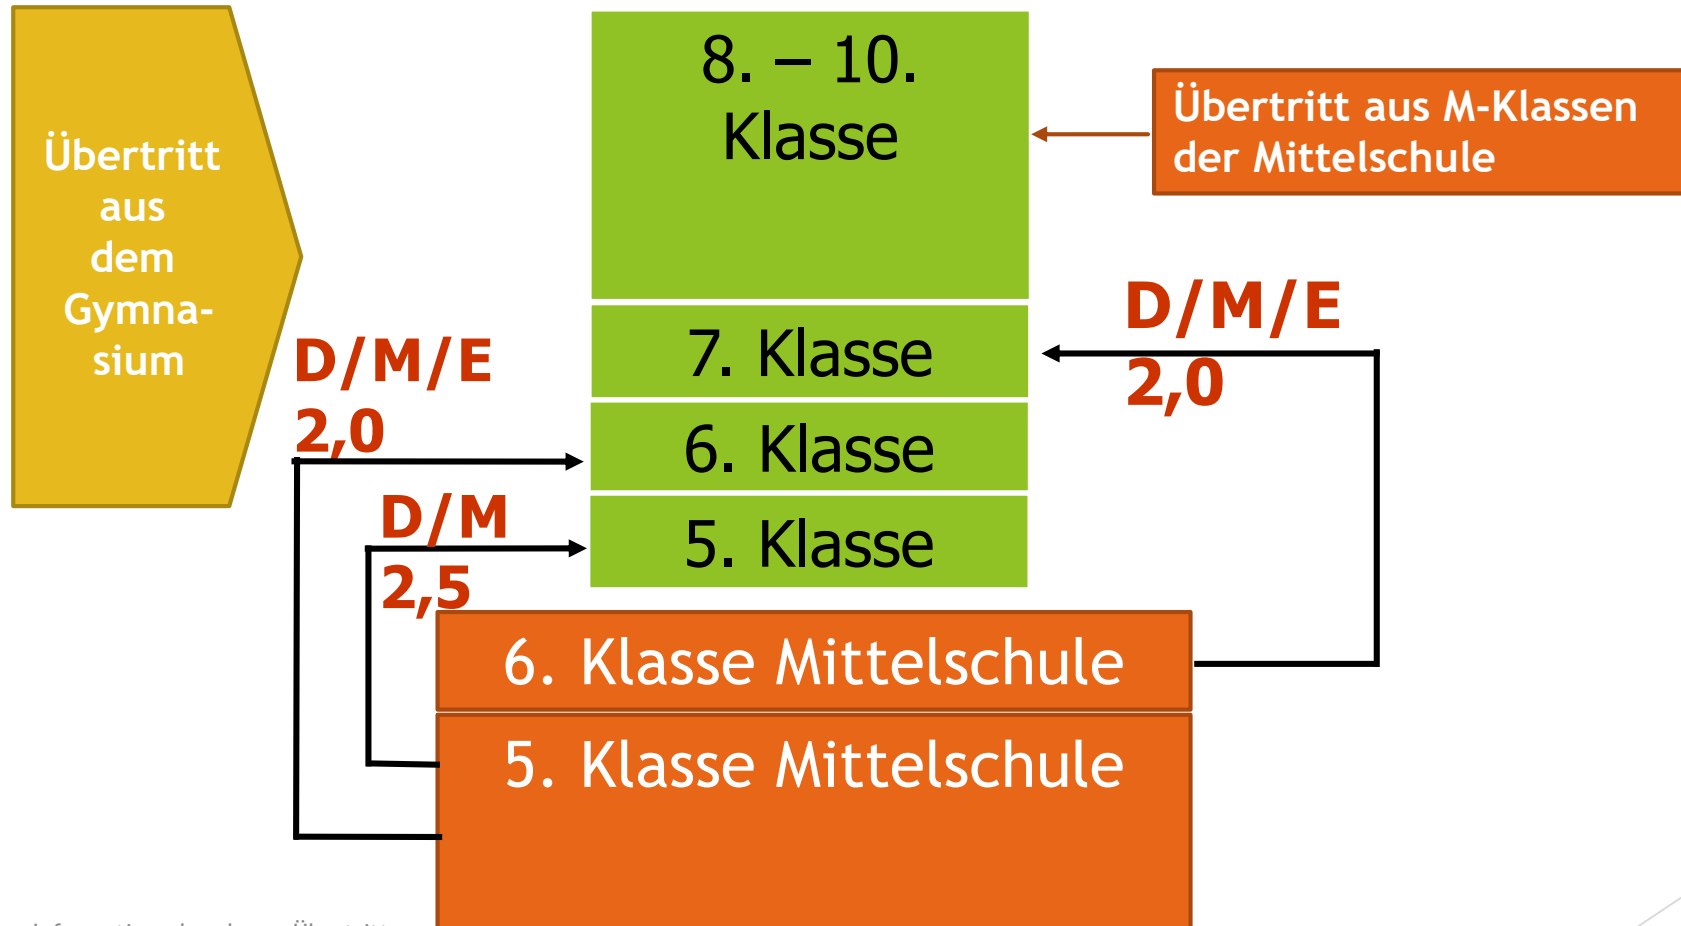 Übertritt
aus
dem
Gymna-
sium
8. – 10.
Klasse
Übertritt aus M-Klassen
der Mittelschule
D/M/E
2,0
7. Klasse
D/M/E
2,0
6. Klasse
D/M
2,5
5. Klasse
6. Klasse Mittelschule
5. Klasse Mittelschule